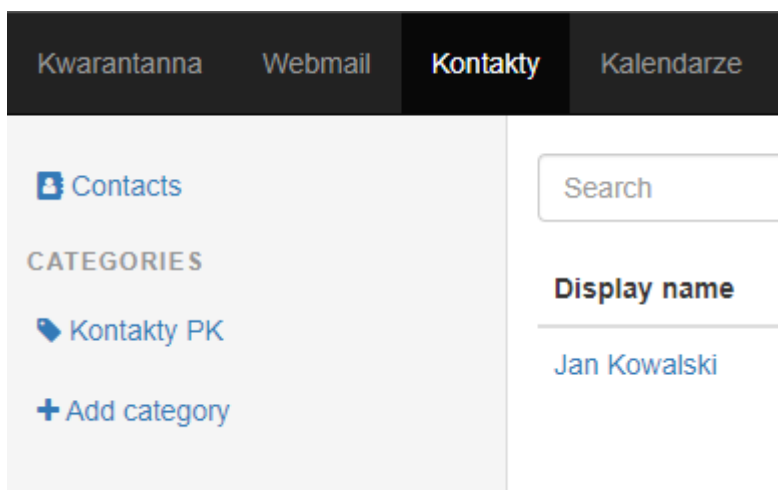 Kwarantanna Webmail Kontakty Kalendarze
Contacts
CATEGORIES
Kontakty PK
Add category
Search
Display name
Jan Kowalski